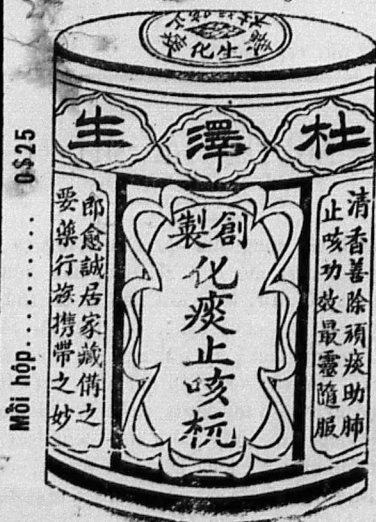 杜澤生
創製
化痰止咳杬
清香善除頑痰助肺
止咳功效最靈隨服
即愈誠居家藏備之
要藥行旅携帶之妙
Mỗi hộp.......... 0$25